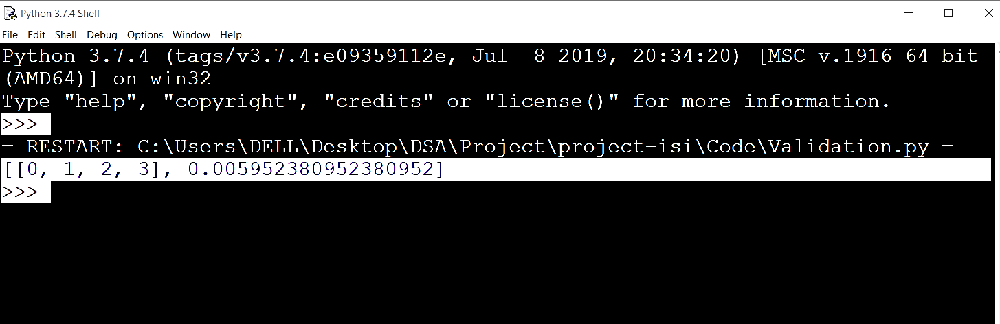 Python 3.7.4 Shell
File Edit Shell Debug Options Window Help
Python 3.7.4 (tags/v3.7.4:e09359112e, Jul  8 2019, 20:34:20) [MSC v.1916 64 bit
(AMD64)] on win32
Type "help", "copyright", "credits" or "license()" for more information.
>>>
= RESTART: C:\Users\DELL\Desktop\DSA\Project\project-isi\Code\Validation.py =
[[0, 1, 2, 3], 0.005952380952380952]
>>>